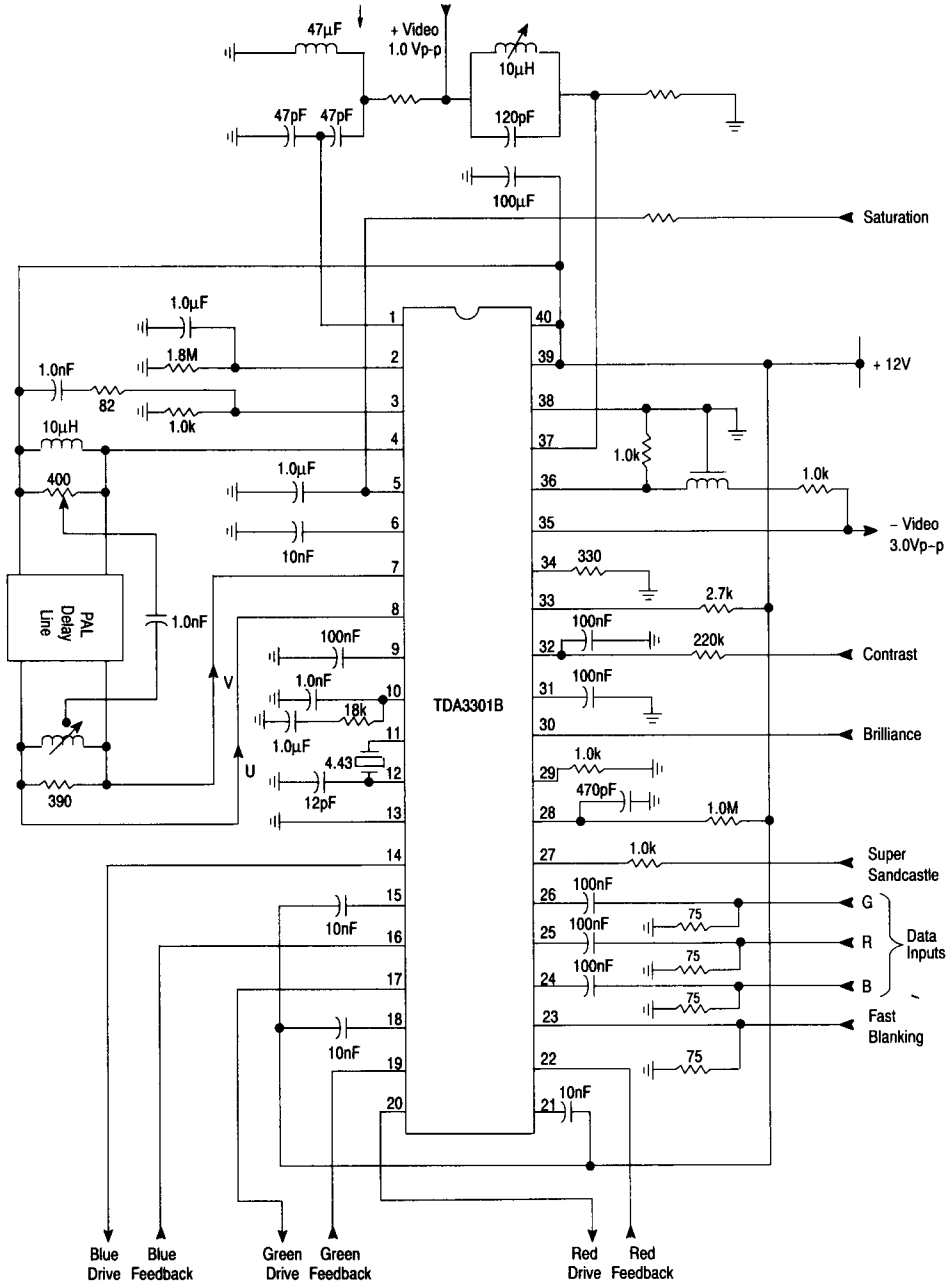 47μF
+ Video
1.0 Vp-p
10μH
47pF 47pF
120pF
100μF
Saturation
1.0μF
1 40
1.8M
2 39
+ 12V
1.0nF
82
3 38
1.0k
10μH
4 37
1.0k
400
1.0μF
5 36
1.0k
6 35
10nF
– Video
3.0Vp-p
7 34
330
PAL
Delay
Line
1.0nF
8 33
2.7k
100nF
9 32
100nF
220k
Contrast
V
1.0nF
10 31
100nF
18k
TDA3301B
1.0μF
11 30
Brilliance
U
4.43
12 29
1.0k
390
12pF
470pF
13 28
1.0M
14 27
1.0k
Super
Sandcastle
15 26
100nF
G
10nF
75
16 25
100nF
R
Data
Inputs
75
17 24
100nF
B
75
18 23
Fast
Blanking
10nF
19 22
75
20 21
10nF
Blue
Drive
Blue
Feedback
Green
Drive
Green
Feedback
Red
Drive
Red
Feedback